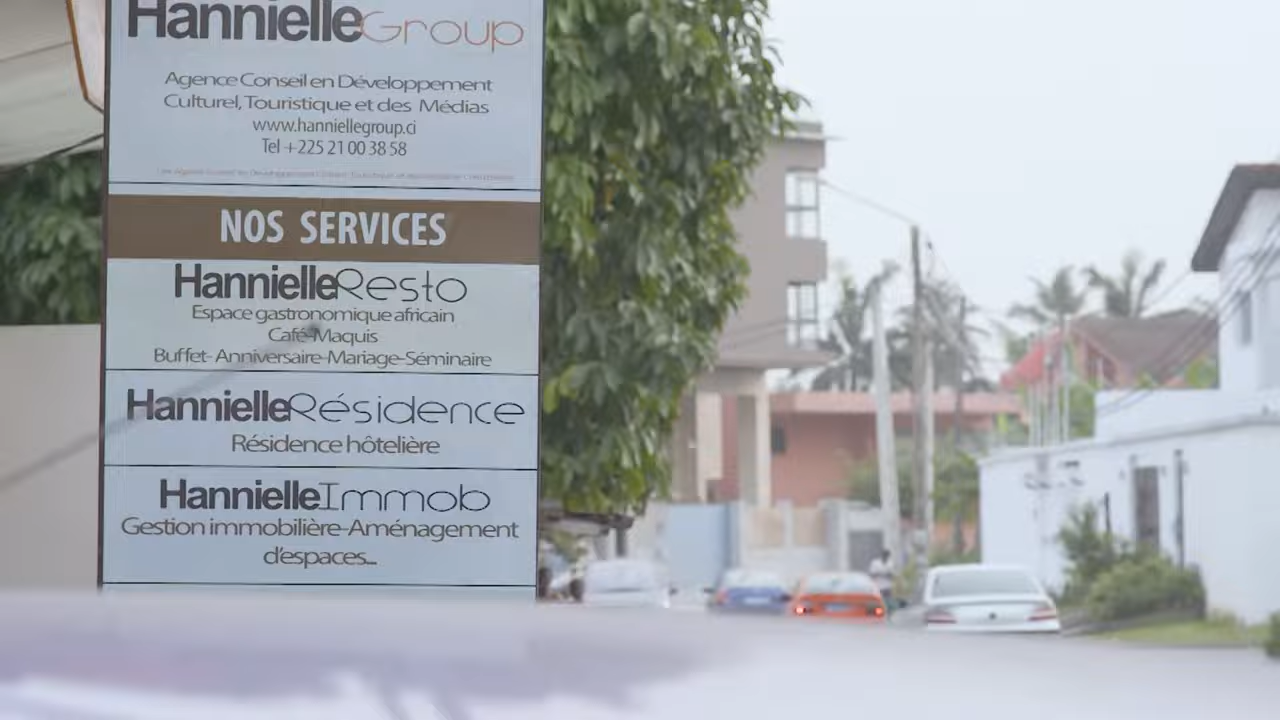 HannielleGroup
Agence Conseil en Développement
Culturel, Touristique et des Médias
www.hanniellegroup.ci
Tel +225 21 00 38 58
NOS SERVICES
HannielleResto
Espace gastronomique africain
Café-Maquis
Buffet- Anniversaire-Mariage-Séminaire
HannielleRésidence
Résidence hôtelière
HannielleImmob
Gestion immobilière-Aménagement
d'espaces...